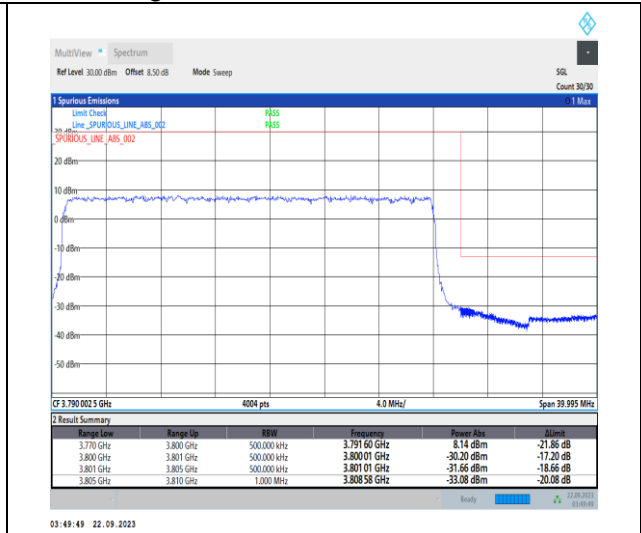 MultiView Spectrum
Ref Level 30.00 dBm Offset 8.50 dB Mode Sweep SGL
Count 30/30
1 Spurious Emissions 1 Max
Limit Check PASS
Line _SPURIOUS_LINE_ABS_002 PASS
SPURIOUS_LINE_ABS_002
20 dBm
10 dBm
0 dBm
-10 dBm
-20 dBm
-30 dBm
-40 dBm
-50 dBm
CF 3.790 002 5 GHz 4004 pts 4.0 MHz/ Span 39.995 MHz
2 Result Summary
Range Low Range Up RBW Frequency Power Abs ΔLimit
3.770 GHz 3.800 GHz 500.000 kHz 3.791 60 GHz 8.14 dBm -21.86 dB
3.800 GHz 3.801 GHz 500.000 kHz 3.800 01 GHz -30.20 dBm -17.20 dB
3.801 GHz 3.805 GHz 500.000 kHz 3.801 01 GHz -31.66 dBm -18.66 dB
3.805 GHz 3.810 GHz 1.000 MHz 3.808 58 GHz -33.08 dBm -20.08 dB
Ready 22.09.2023
03:49:49
03:49:49 22.09.2023